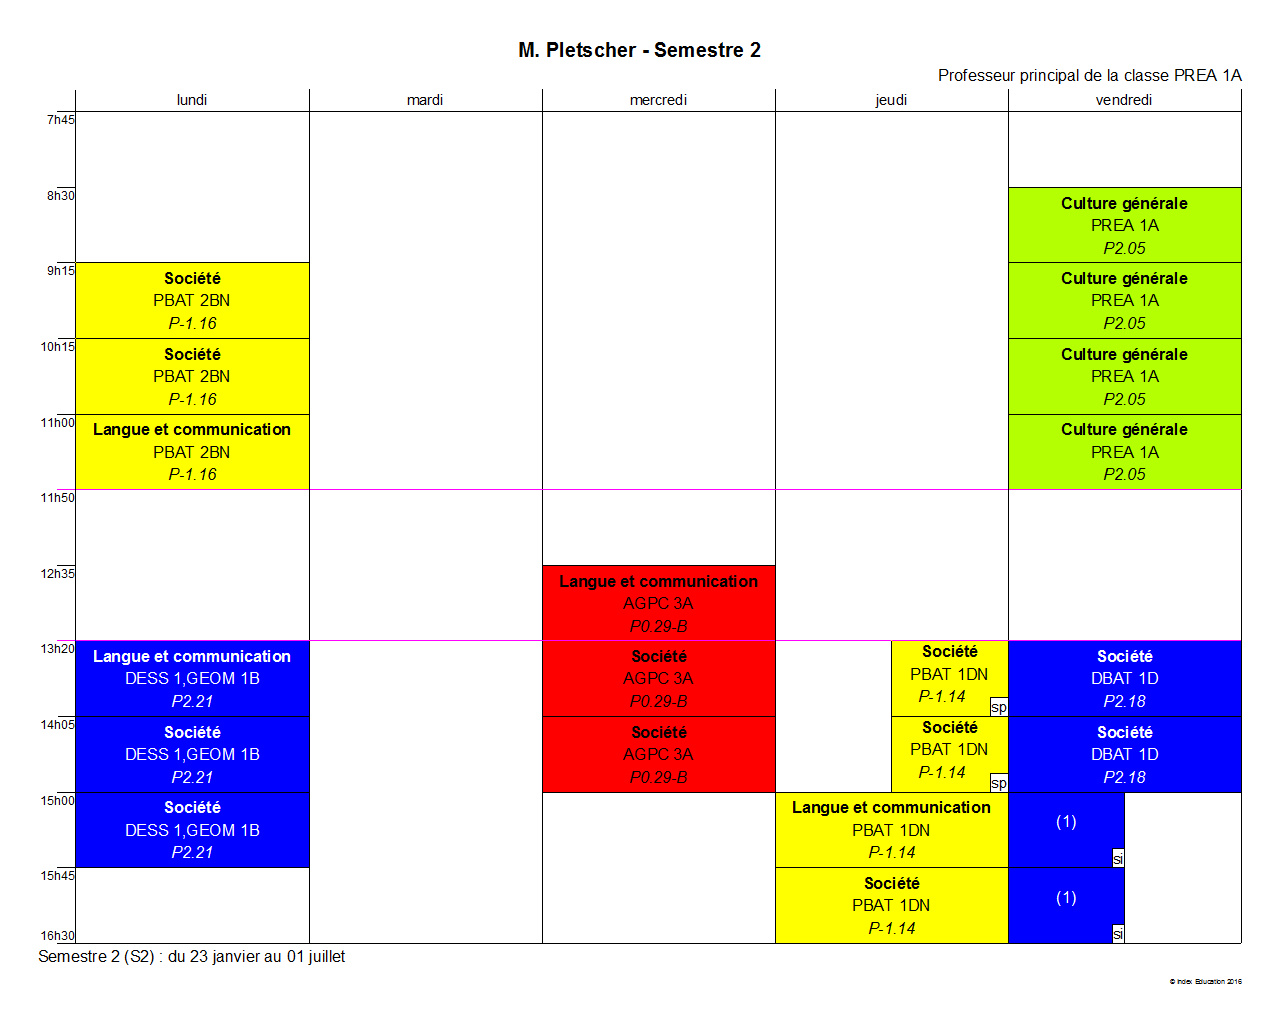 M. Pletscher - Semestre 2
Professeur principal de la classe PREA 1A
lundi mardi mercredi jeudi vendredi
7h45
8h30
Culture générale
PREA 1A
P2.05
9h15
Société
PBAT 2BN
P-1.16
Culture générale
PREA 1A
P2.05
10h15
Société
PBAT 2BN
P-1.16
Culture générale
PREA 1A
P2.05
11h00
Langue et communication
PBAT 2BN
P-1.16
Culture générale
PREA 1A
P2.05
11h50
12h35
Langue et communication
AGPC 3A
P0.29-B
13h20
Langue et communication
DESS 1,GEOM 1B
P2.21
Société
AGPC 3A
P0.29-B
Société
PBAT 1DN
P-1.14
sp
Société
DBAT 1D
P2.18
14h05
Société
DESS 1,GEOM 1B
P2.21
Société
AGPC 3A
P0.29-B
Société
PBAT 1DN
P-1.14
sp
Société
DBAT 1D
P2.18
15h00
Société
DESS 1,GEOM 1B
P2.21
Langue et communication
PBAT 1DN
P-1.14
(1)
si
15h45
Société
PBAT 1DN
P-1.14
(1)
si
16h30
Semestre 2 (S2) : du 23 janvier au 01 juillet
© Index Education 2016